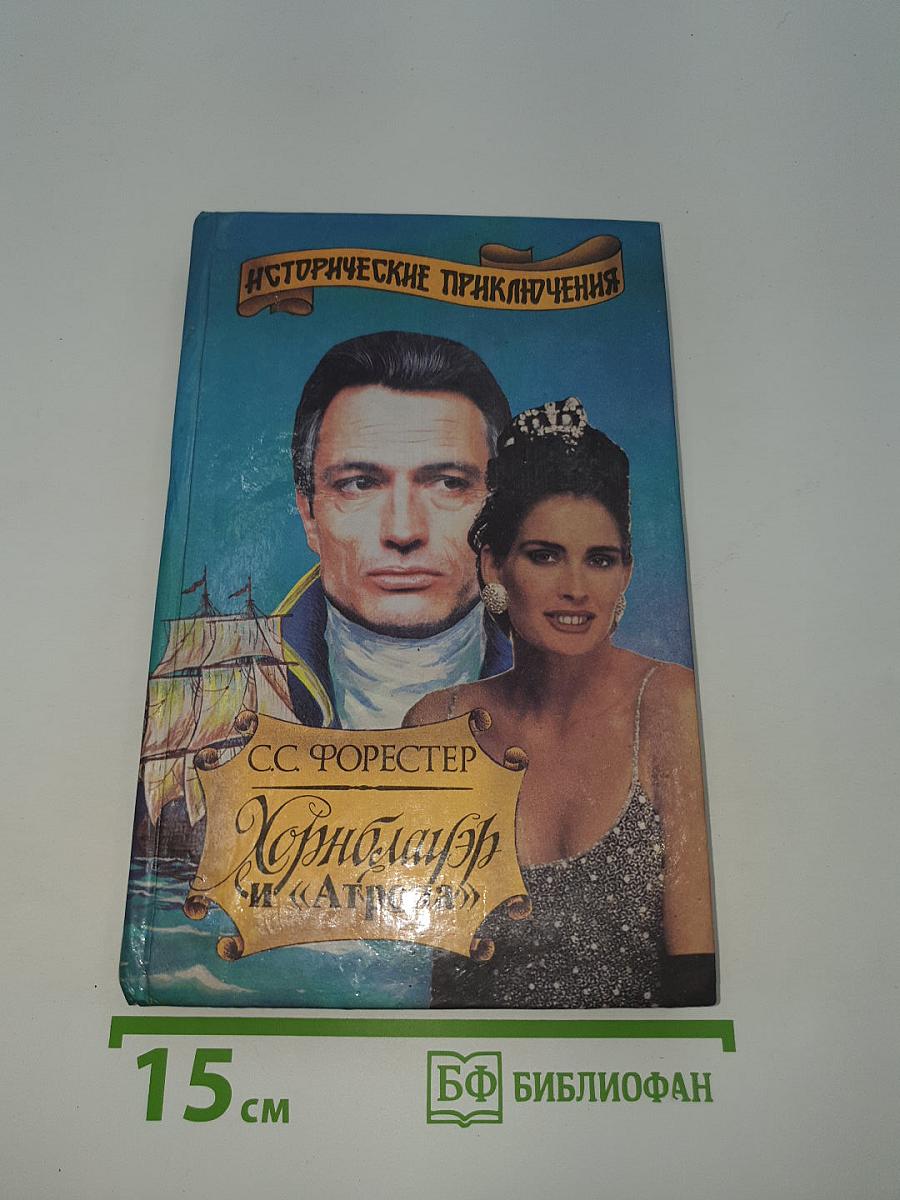 ИСТОРИЧЕСКИЕ ПРИКЛЮЧЕНИЯ
С.С. ФОРЕСТЕР
Хорнблауэр
и «Атропа»
15 см
БФ БИБЛИОФАН